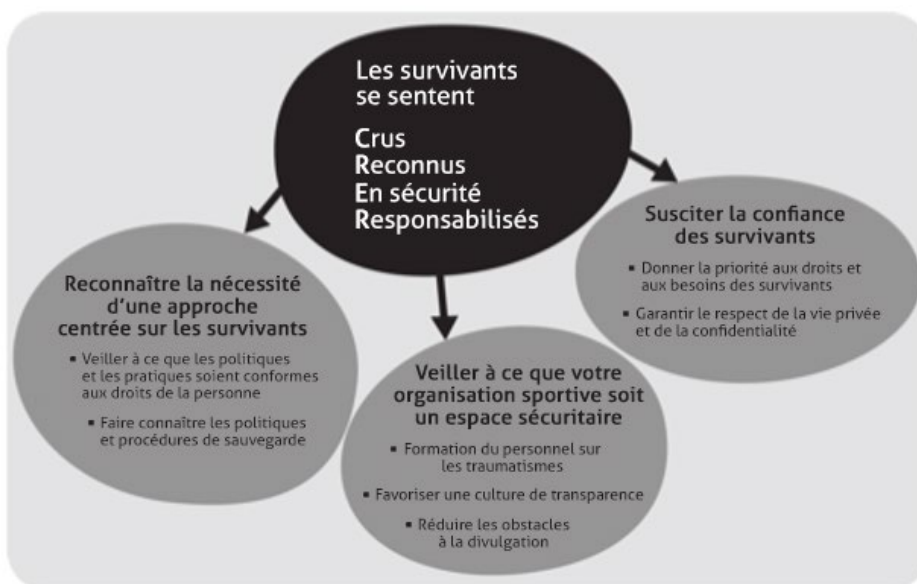 Les survivants
se sentent
Crus
Reconnus
En sécurité
Responsabilisés
Reconnaître la nécessité
d’une approche
centrée sur les survivants
▪ Veiller à ce que les politiques
et les pratiques soient conformes
aux droits de la personne
▪ Faire connaître les politiques
et procédures de sauvegarde
Veiller à ce que votre
organisation sportive soit
un espace sécuritaire
▪ Formation du personnel sur
les traumatismes
▪ Favoriser une culture de transparence
▪ Réduire les obstacles
à la divulgation
Susciter la confiance
des survivants
▪ Donner la priorité aux droits et
aux besoins des survivants
▪ Garantir le respect de la vie privée
et de la confidentialité